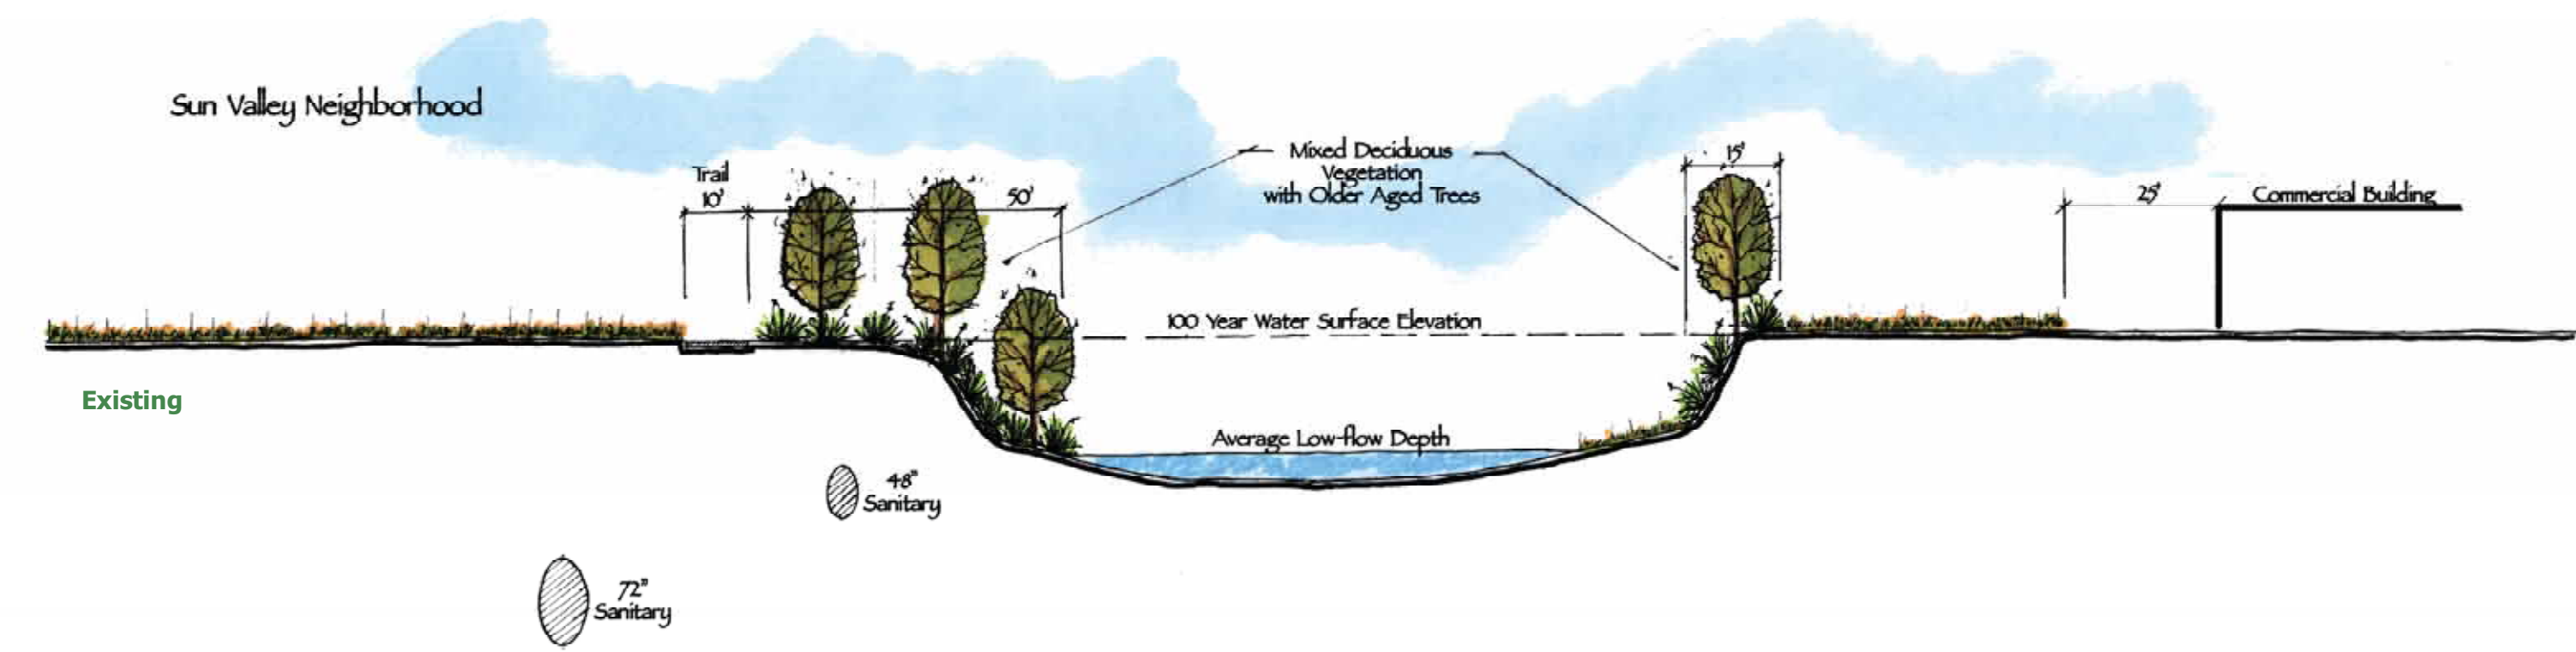 Sun Valley Neighborhood
Trail
10'
50'
Mixed Deciduous
Vegetation
with Older Aged Trees
15'
25'
Commercial Building
100 Year Water Surface Elevation
Existing
Average Low-flow Depth
48"
Sanitary
72"
Sanitary